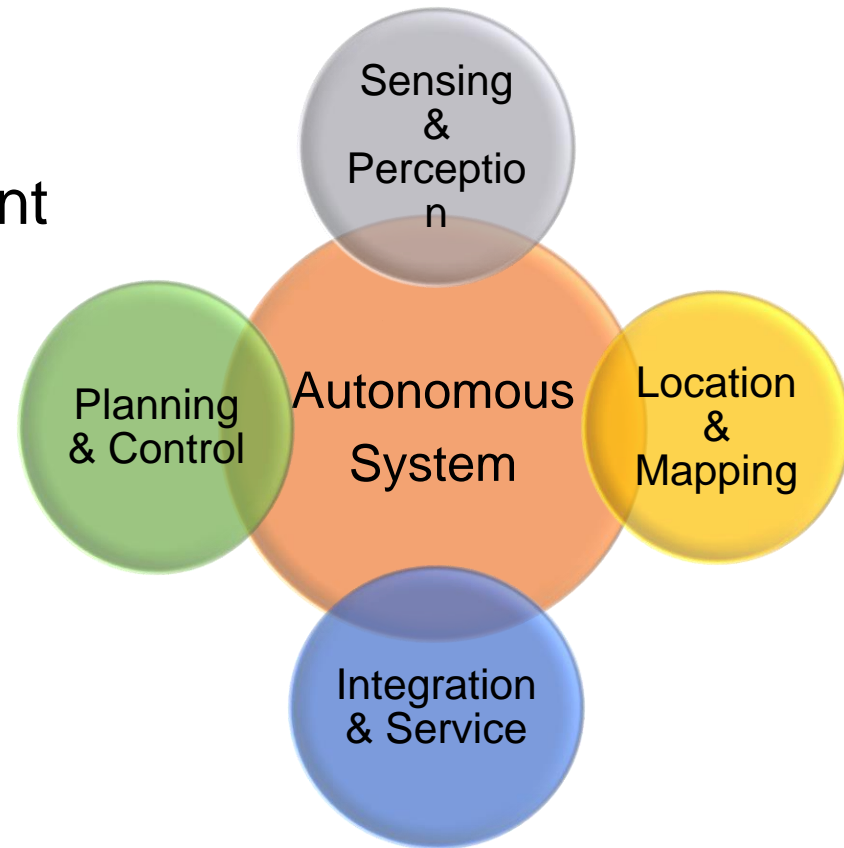 Sensing
&
Perceptio
n
nt
Autonomous
System
Planning
& Control
Location
&
Mapping
Integration
& Service